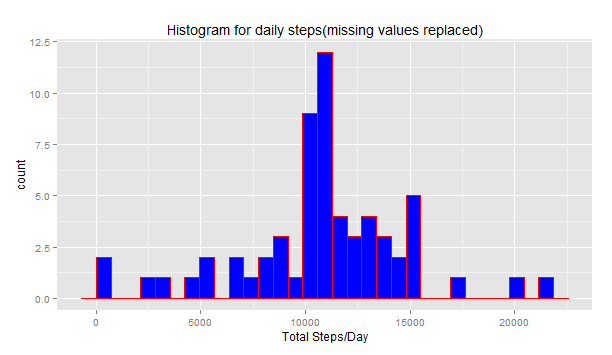 Histogram for daily steps(missing values replaced)
12.5
10.0
7.5
5.0
2.5
0.0
count
0 5000 10000 15000 20000
Total Steps/Day